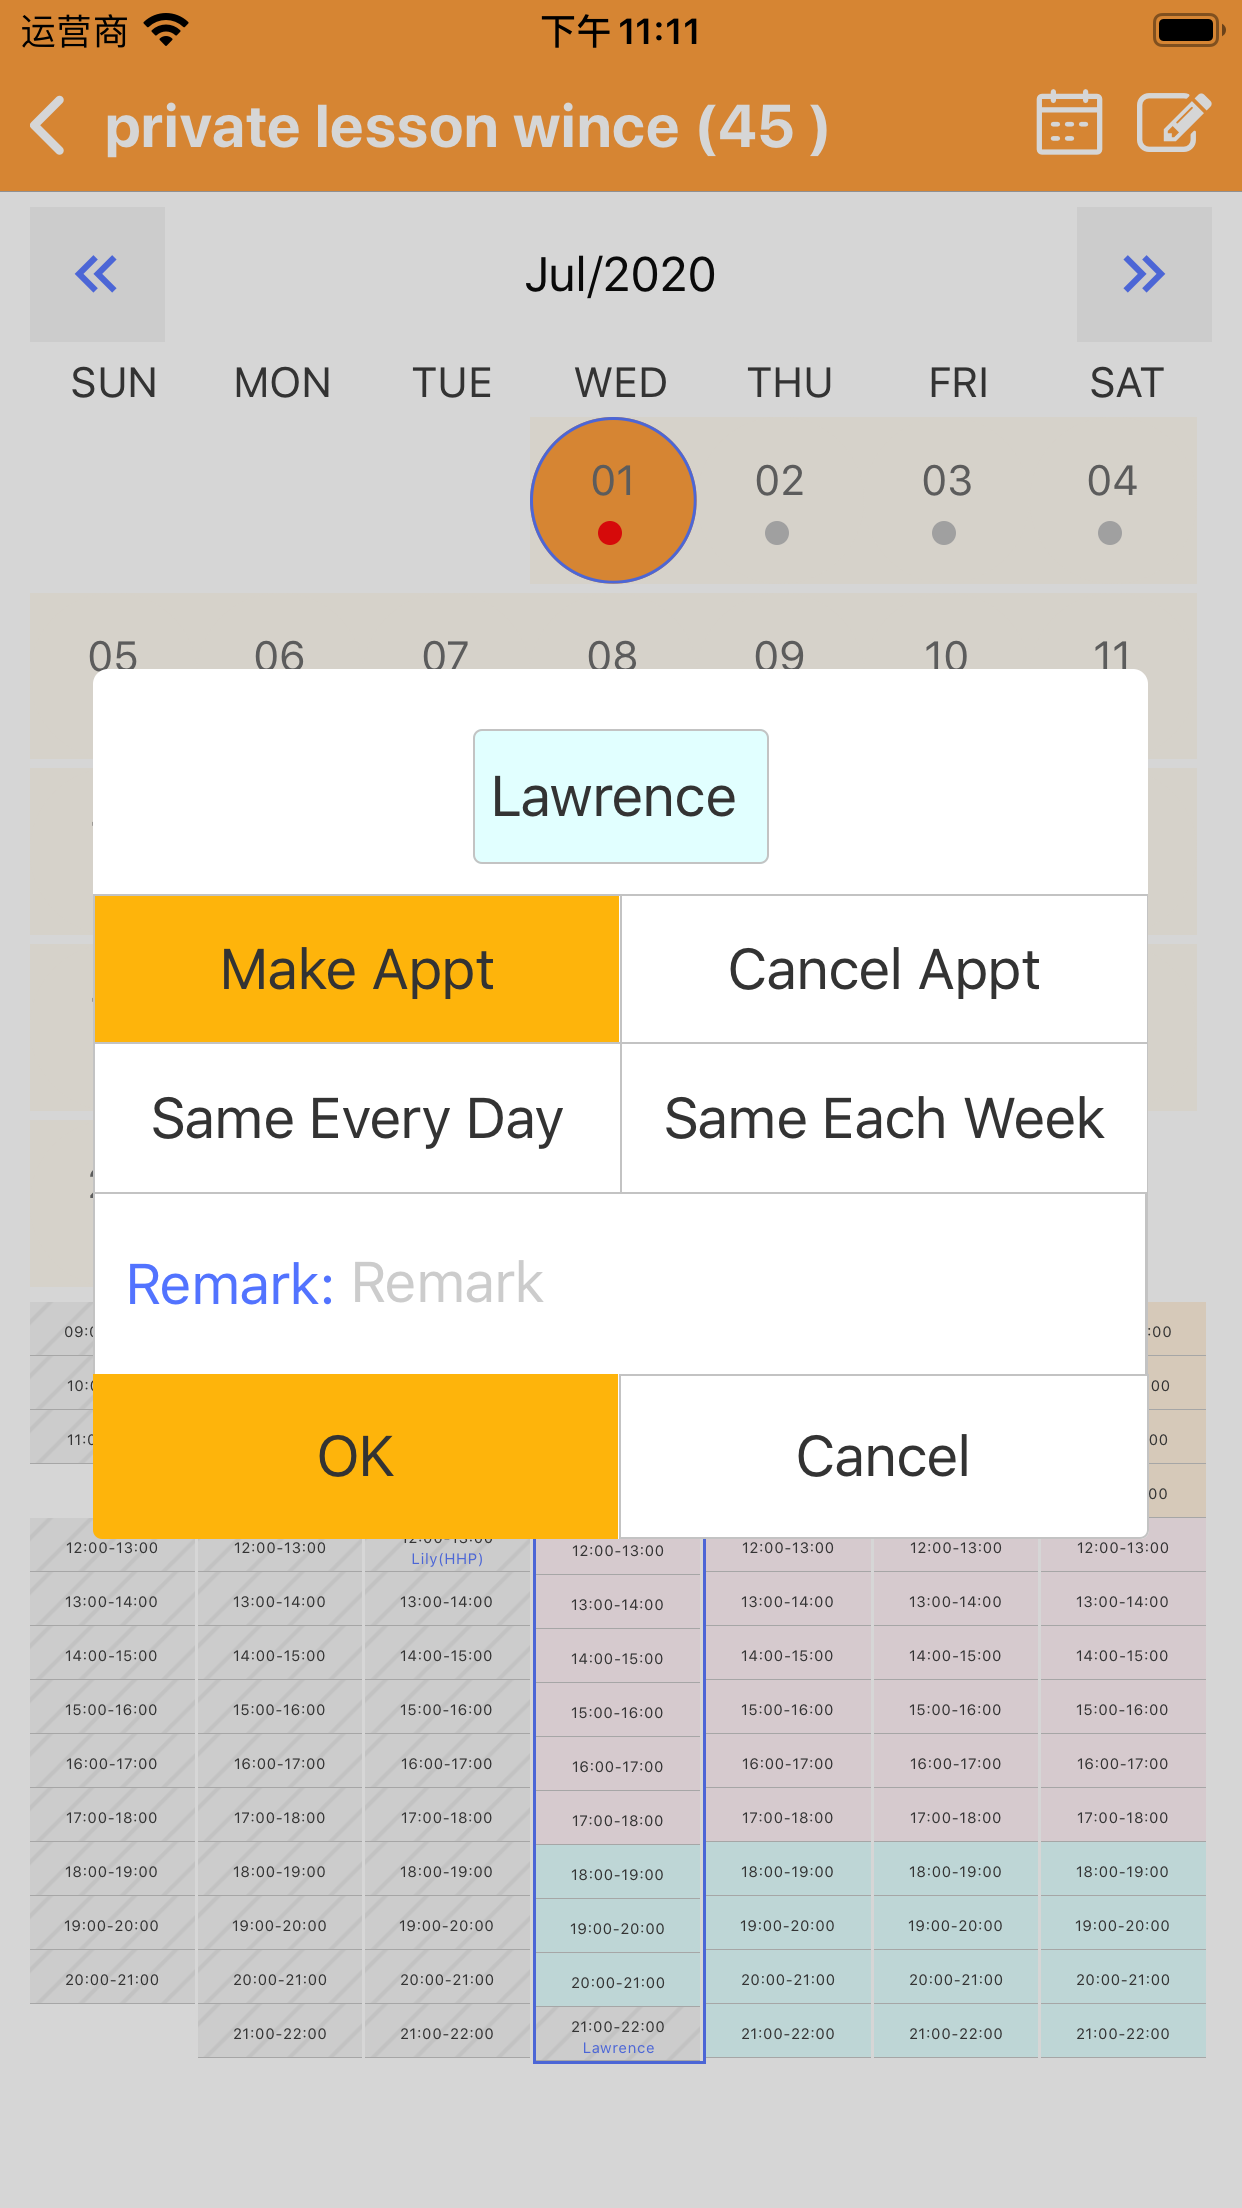 运营商 下午 11:11
private lesson wince (45 )
Jul/2020
SUN MON TUE WED THU FRI SAT
01 02 03 04
05 06 07 08 09 10 11
Lawrence
Make Appt Cancel Appt
Same Every Day Same Each Week
Remark: Remark
OK Cancel
12:00-13:00 12:00-13:00 12:00-13:00 12:00-13:00 12:00-13:00 12:00-13:00 12:00-13:00
Lily(HHP)
13:00-14:00 13:00-14:00 13:00-14:00 13:00-14:00 13:00-14:00 13:00-14:00 13:00-14:00
14:00-15:00 14:00-15:00 14:00-15:00 14:00-15:00 14:00-15:00 14:00-15:00 14:00-15:00
15:00-16:00 15:00-16:00 15:00-16:00 15:00-16:00 15:00-16:00 15:00-16:00 15:00-16:00
16:00-17:00 16:00-17:00 16:00-17:00 16:00-17:00 16:00-17:00 16:00-17:00 16:00-17:00
17:00-18:00 17:00-18:00 17:00-18:00 17:00-18:00 17:00-18:00 17:00-18:00 17:00-18:00
18:00-19:00 18:00-19:00 18:00-19:00 18:00-19:00 18:00-19:00 18:00-19:00 18:00-19:00
19:00-20:00 19:00-20:00 19:00-20:00 19:00-20:00 19:00-20:00 19:00-20:00 19:00-20:00
20:00-21:00 20:00-21:00 20:00-21:00 20:00-21:00 20:00-21:00 20:00-21:00 20:00-21:00
21:00-22:00 21:00-22:00 21:00-22:00 21:00-22:00 21:00-22:00 21:00-22:00
Lawrence